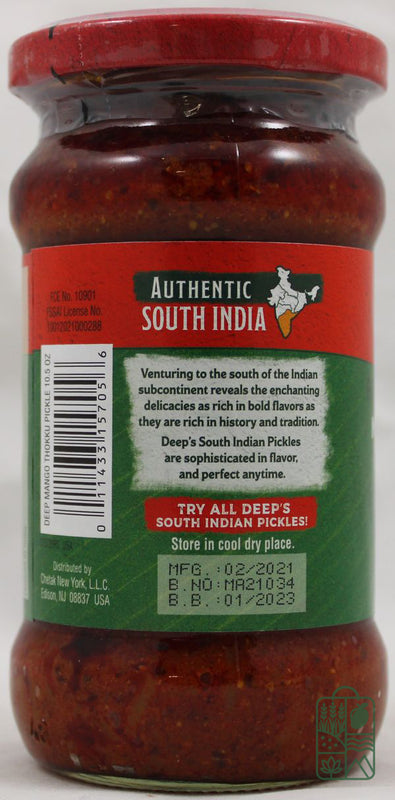 FCE No. 10901
FSSAI License No.
10012021000288
AUTHENTIC
SOUTH INDIA
DEEP MANGO THOKKU PICKLE 10.5 OZ
0 11433 15705 6
Venturing to the south of the Indian
subcontinent reveals the enchanting
delicacies as rich in bold flavors as
they are rich in history and tradition.
Deep's South Indian Pickles
are sophisticated in flavor,
and perfect anytime.
TRY ALL DEEP'S
SOUTH INDIAN PICKLES!
Store in cool dry place.
Distributed by
Chetak New York, L.L.C.
Edison, NJ 08837 USA
MFG.:02/2021
B.NO:MA21034
B.B.:01/2023